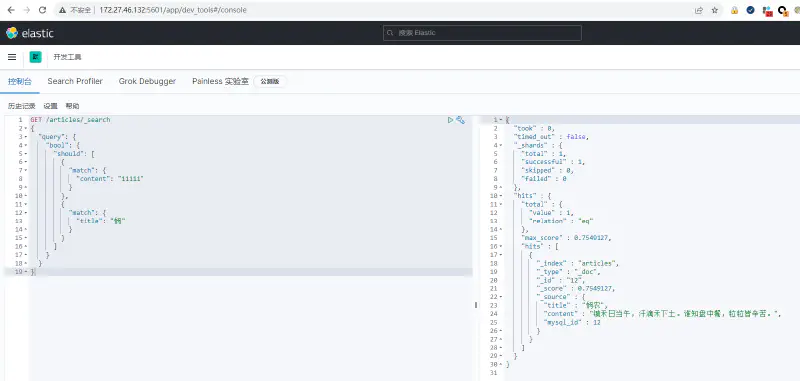 不安全 | 172.27.46.132:5601/app/dev_tools#/console
elastic
搜索 Elastic
开发工具
控制台 Search Profiler Grok Debugger Painless 实验室 公测版
历史记录 设置 帮助
1 GET /articles/_search
2 {
3 "query": {
4 "bool": {
5 "should": [
6 {
7 "match": {
8 "content": "11111"
9 }
10 },
11 {
12 "match": {
13 "title": "悯"
14 }
15 }
16 ]
17 }
18 }
19 }
1 {
2 "took" : 0,
3 "timed_out" : false,
4 "_shards" : {
5 "total" : 1,
6 "successful" : 1,
7 "skipped" : 0,
8 "failed" : 0
9 },
10 "hits" : {
11 "total" : {
12 "value" : 1,
13 "relation" : "eq"
14 },
15 "max_score" : 0.7549127,
16 "hits" : [
17 {
18 "_index" : "articles",
19 "_type" : "_doc",
20 "_id" : "12",
21 "_score" : 0.7549127,
22 "_source" : {
23 "title" : "悯农",
24 "content" : "锄禾日当午，汗滴禾下土。谁知盘中餐，粒粒皆辛苦。",
25 "mysql_id" : 12
26 }
27 }
28 ]
29 }
30 }
31